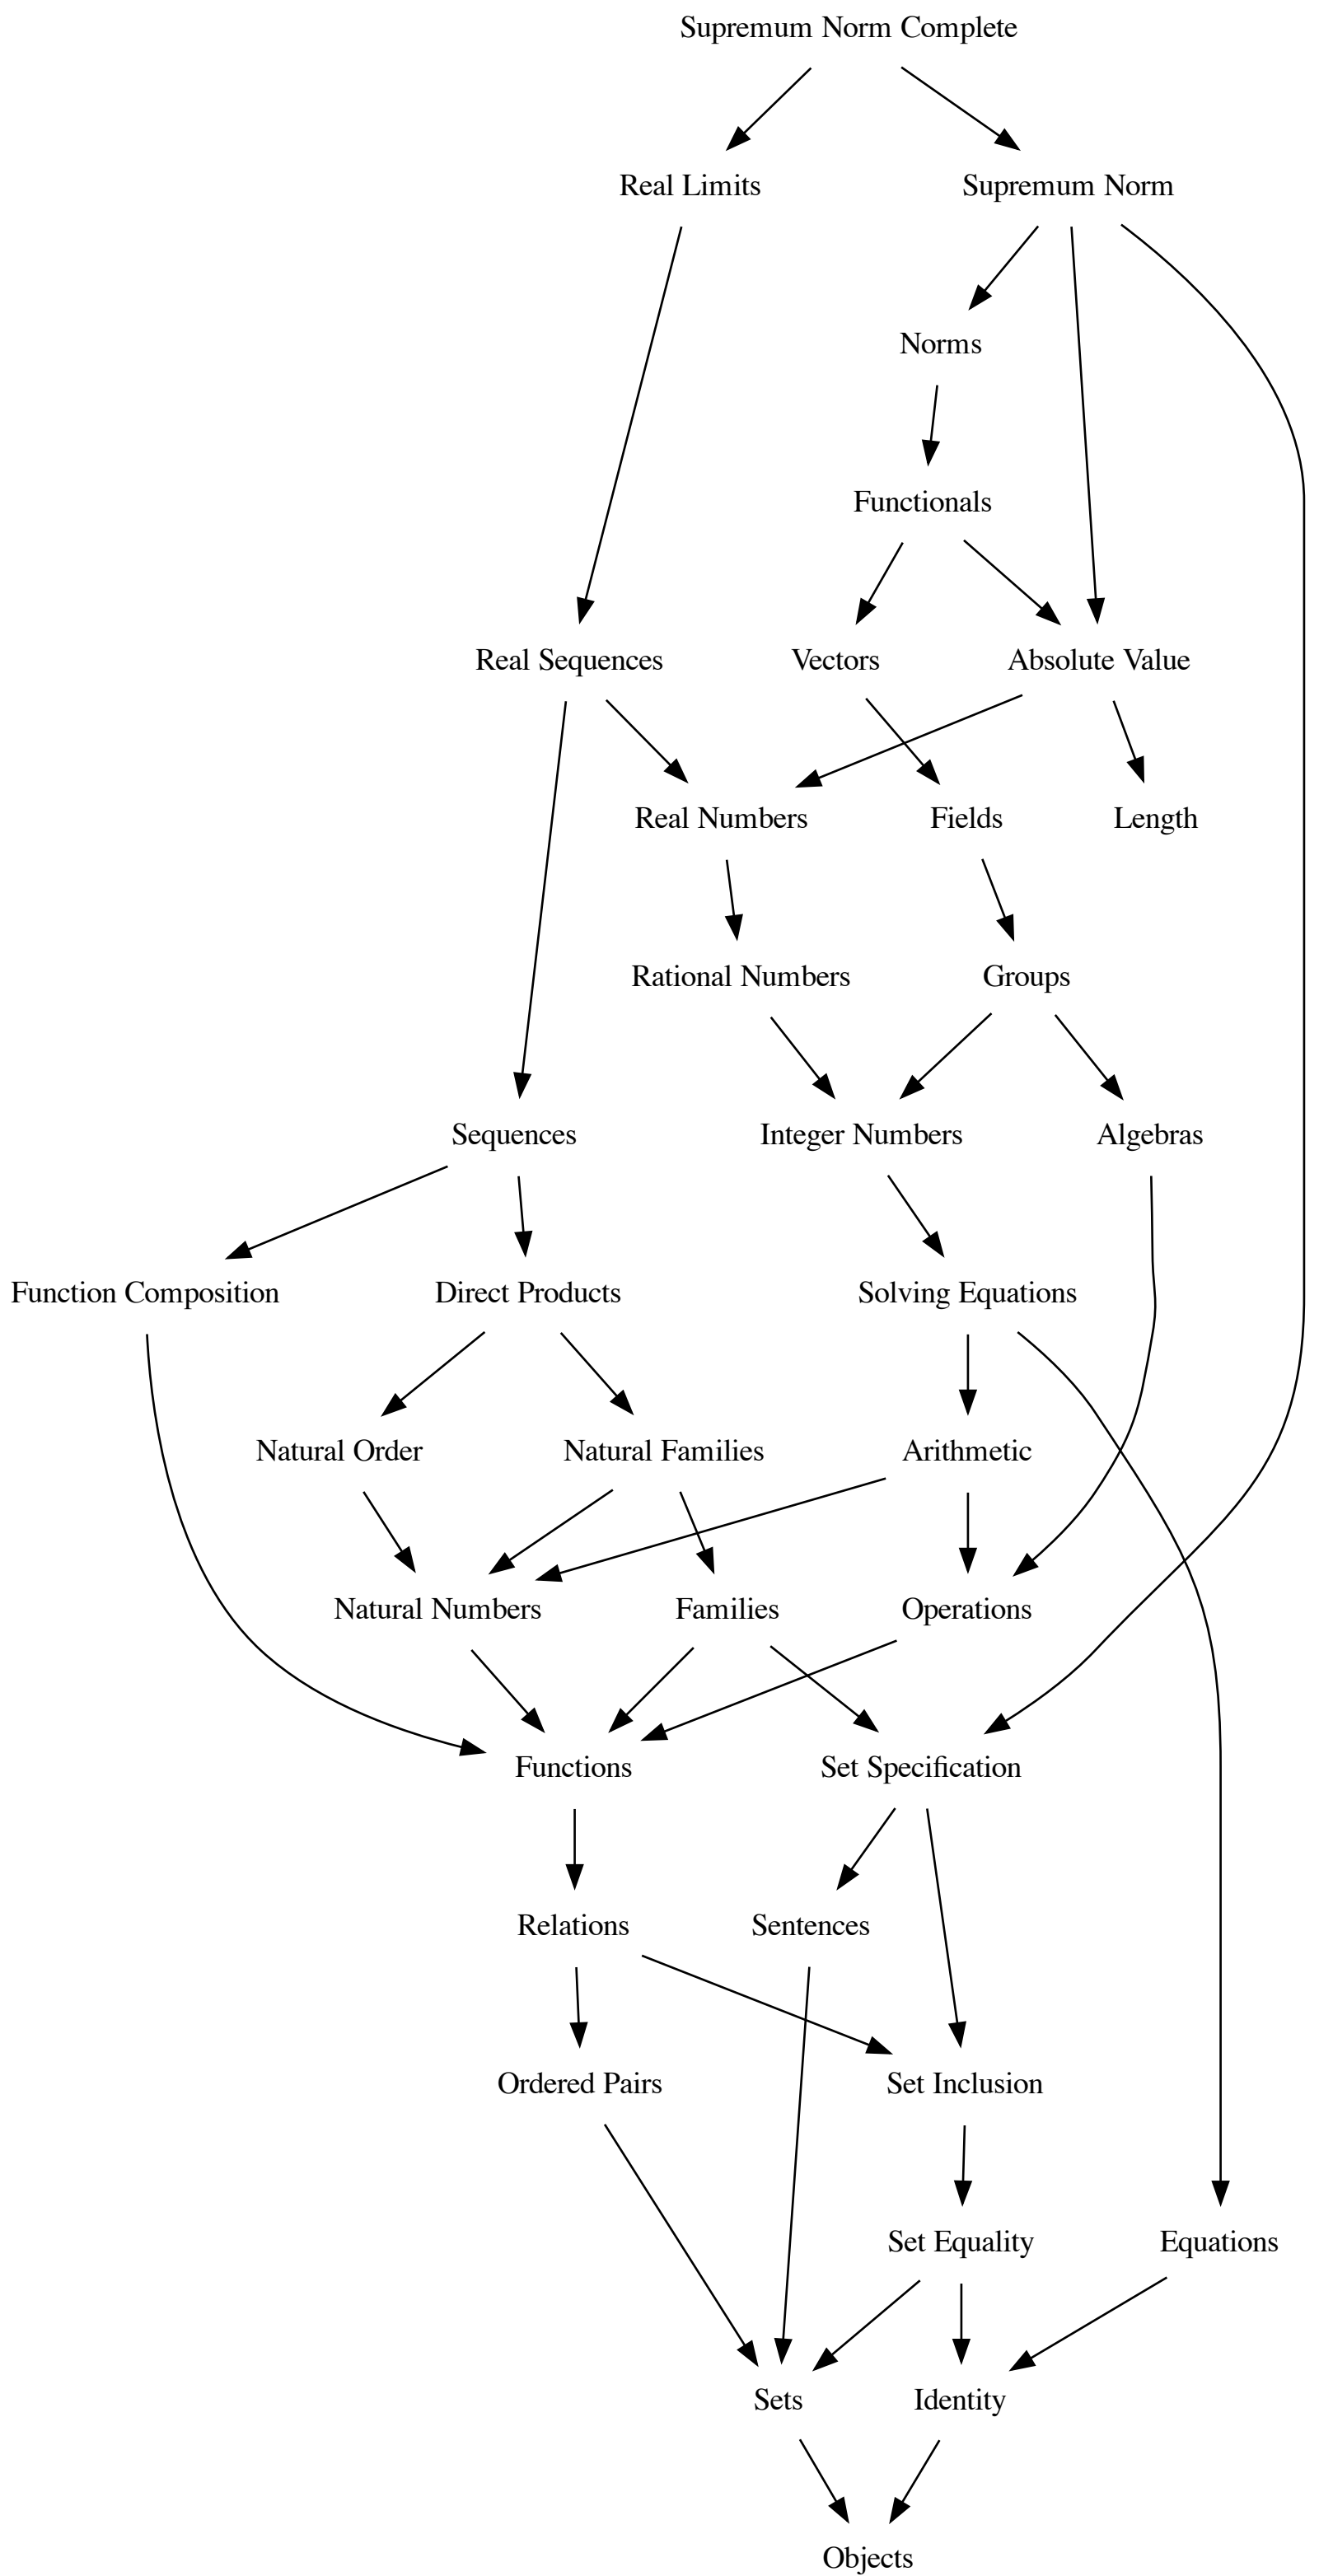 Supremum Norm Complete
Real Limits
Supremum Norm
Norms
Functionals
Real Sequences
Vectors
Absolute Value
Real Numbers
Fields
Length
Rational Numbers
Groups
Sequences
Integer Numbers
Algebras
Function Composition
Direct Products
Solving Equations
Natural Order
Natural Families
Arithmetic
Natural Numbers
Families
Operations
Functions
Set Specification
Relations
Sentences
Ordered Pairs
Set Inclusion
Set Equality
Equations
Sets
Identity
Objects